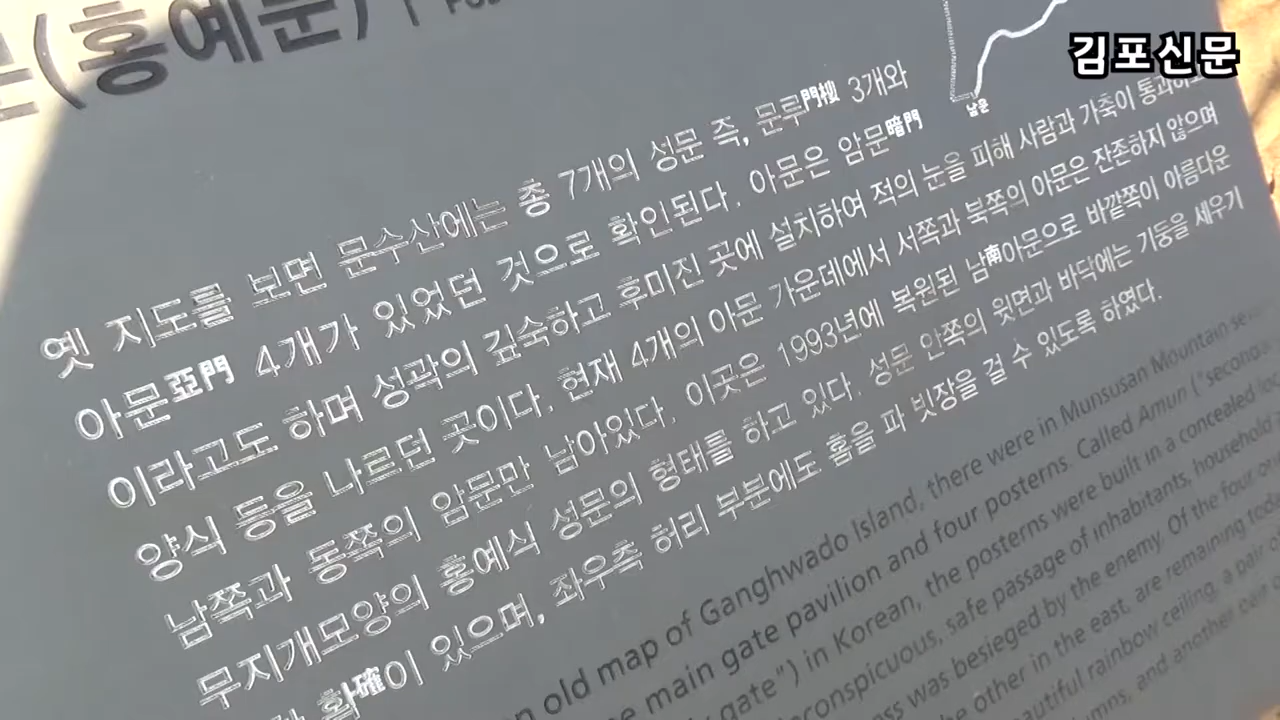 (홍예문) |
김포신문
남문
옛 지도를 보면 문수산에는 총 7개의 성문 즉, 문루門樓 3개와
아문亞門 4개가 있었던 것으로 확인된다. 아문은 암문暗門
이라고도 하며 성곽의 깊숙하고 후미진 곳에 설치하여 적의 눈을 피해 사람과 가축이 통과하고
양식 등을 나르던 곳이다. 현재 4개의 아문 가운데에서 서쪽과 북쪽의 아문은 잔존하지 않으며
남쪽과 동쪽의 암문만 남아있다. 이곳은 1993년에 복원된 남南아문으로 바깥쪽이 아름다운
무지개모양의 홍예식 성문의 형태를 하고 있다. 성문 안쪽의 윗면과 바닥에는 기둥을 세우기
확確이 있으며, 좌우측 허리 부분에도 홈을 파 빗장을 걸 수 있도록 하였다.
old map of Ganghwado Island, there were in Munsusan Mountain
main gate pavilion and four posterns. Called Amun ("second
gate") in Korean, the posterns were built in a concealed
safe passage of inhabitants, household
was besieged by the enemy. Of the four
other in the east, are remaining
rainbow ceiling, a pair of
and another